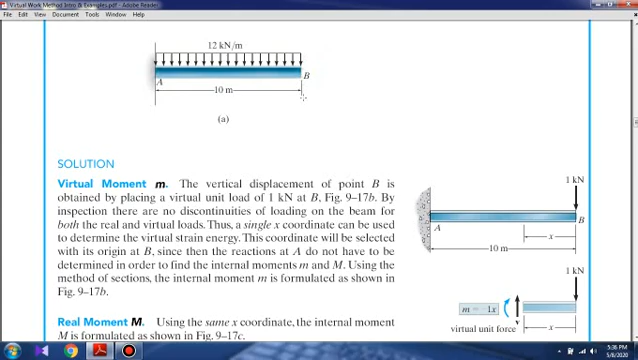 Virtual Work Method Intro & Examples.pdf - Adobe Reader
File Edit View Document Tools Window Help
12 kN/m
A
B
10 m
(a)
SOLUTION
Virtual Moment m. The vertical displacement of point B is
obtained by placing a virtual unit load of 1 kN at B, Fig. 9–17b. By
inspection there are no discontinuities of loading on the beam for
both the real and virtual loads. Thus, a single x coordinate can be used
to determine the virtual strain energy. This coordinate will be selected
with its origin at B, since then the reactions at A do not have to be
determined in order to find the internal moments m and M. Using the
method of sections, the internal moment m is formulated as shown in
Fig. 9–17b.
Real Moment M. Using the same x coordinate, the internal moment
M is formulated as shown in Fig. 9–17c.
1 kN
A
B
x
10 m
1 kN
m = 1x
x
virtual unit force
5:36 PM
5/8/2020